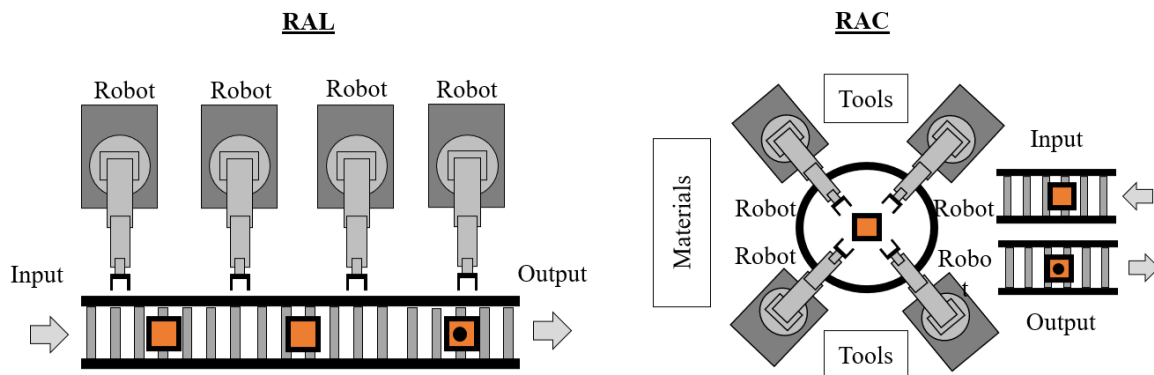 RAL
Robot
Robot
Robot
Robot
Input
Output
RAC
Tools
Materials
Input
Robot
Robot
Robot
Robo
t
Output
Tools